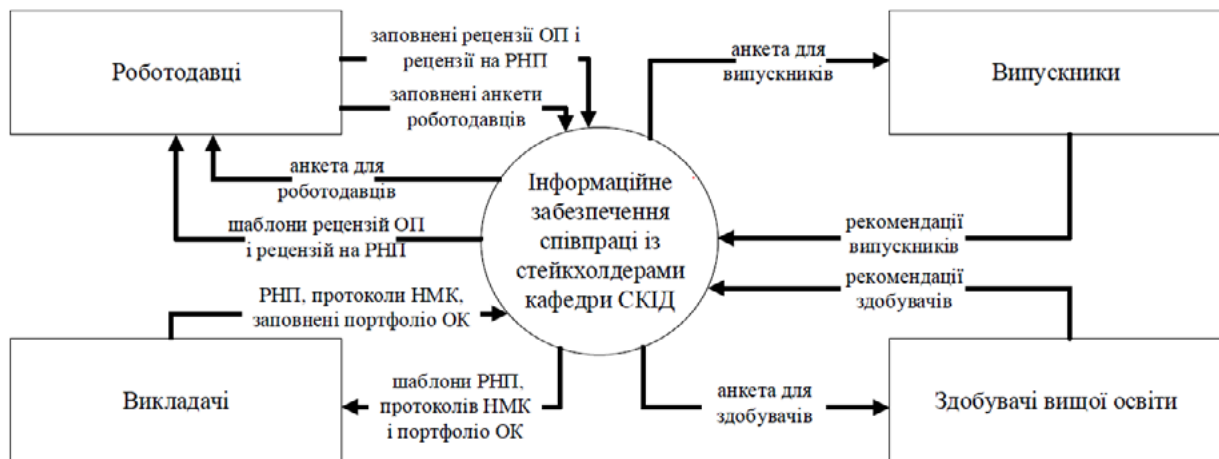 Роботодавці
заповнені рецензії ОП і
рецензії на РНП
заповнені анкети
роботодавців
анкета для
роботодавців
шаблони рецензій ОП
і рецензій на РНП
анкета для
випускників
Випускники
Інформаційне
забезпечення
співпраці із
стейкхолдерами
кафедри СКІД
рекомендації
випускників
рекомендації
здобувачів
РНП, протоколи НМК,
заповнені портфоліо ОК
Викладачі
шаблони РНП,
протоколів НМК
і портфоліо ОК
анкета для
здобувачів
Здобувачі вищої освіти